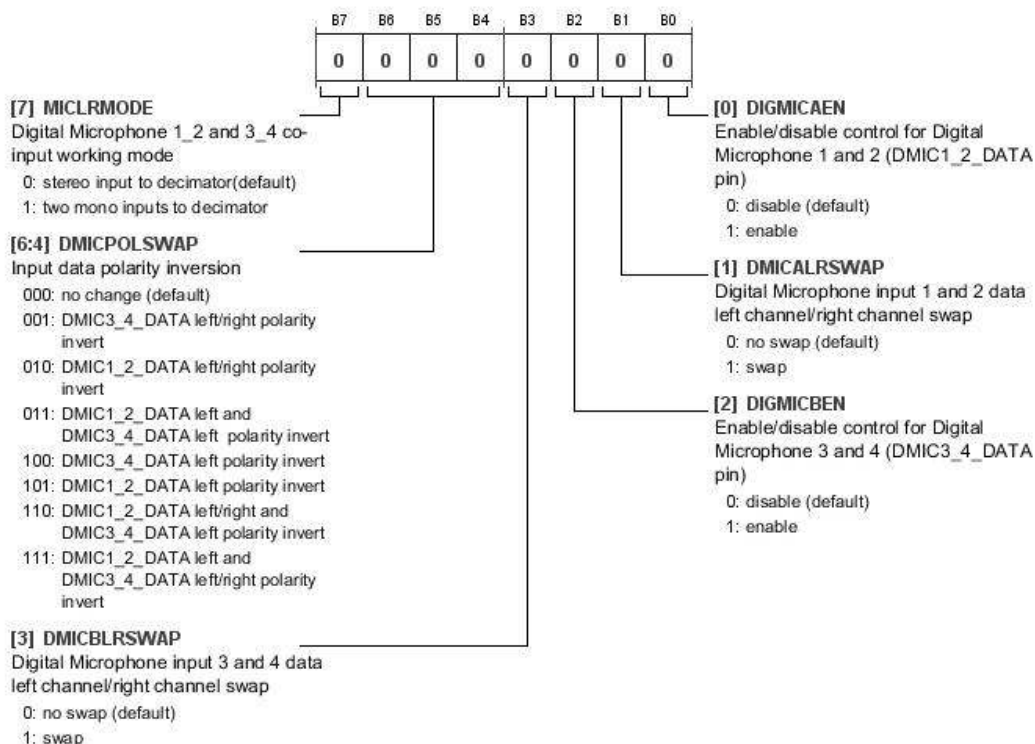 B7 B6 B5 B4 B3 B2 B1 B0
0 0 0 0 0 0 0 0
[7] MICLRMODE
Digital Microphone 1_2 and 3_4 co-
input working mode
0: stereo input to decimator(default)
1: two mono inputs to decimator
[6:4] DMICPOLSWAP
Input data polarity inversion
000: no change (default)
001: DMIC3_4_DATA left/right polarity
invert
010: DMIC1_2_DATA left/right polarity
invert
011: DMIC1_2_DATA left and
DMIC3_4_DATA left polarity invert
100: DMIC3_4_DATA left polarity invert
101: DMIC1_2_DATA left polarity invert
110: DMIC1_2_DATA left/right and
DMIC3_4_DATA left polarity invert
111: DMIC1_2_DATA left and
DMIC3_4_DATA left/right polarity
invert
[3] DMICBLRSWAP
Digital Microphone input 3 and 4 data
left channel/right channel swap
0: no swap (default)
1: swap
[0] DIGMICAEN
Enable/disable control for Digital
Microphone 1 and 2 (DMIC1_2_DATA
pin)
0: disable (default)
1: enable
[1] DMICALRSWAP
Digital Microphone input 1 and 2 data
left channel/right channel swap
0: no swap (default)
1: swap
[2] DIGMICBEN
Enable/disable control for Digital
Microphone 3 and 4 (DMIC3_4_DATA
pin)
0: disable (default)
1: enable